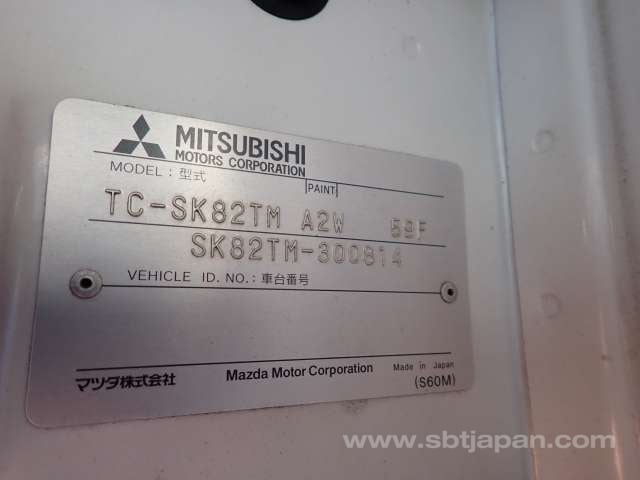 MITSUBISHI
MOTORS CORPORATION
MODEL : 型式
PAINT
TC-SK82TM A2W 59F
SK82TM-300814
VEHICLE ID. NO.: 車台番号
マツダ株式会社 Mazda Motor Corporation Made in Japan
(S60M)
www.sbtjapan.com